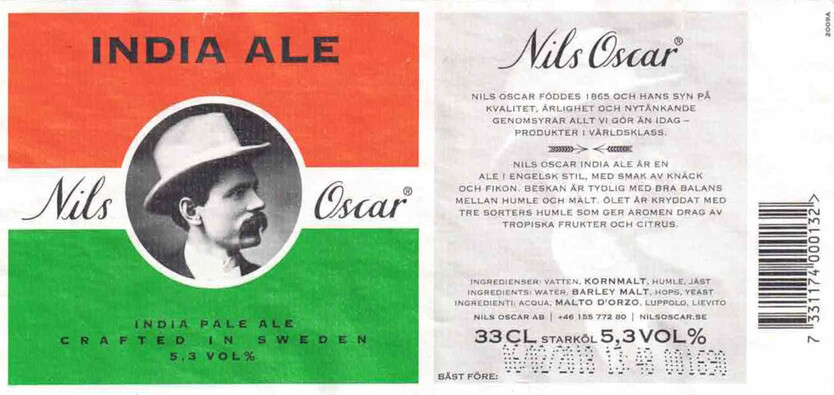 INDIA ALE
Nils Oscar®
INDIA PALE ALE
CRAFTED IN SWEDEN
5,3 VOL%
Nils Oscar®
NILS OSCAR FÖDDES 1865 OCH HANS SYN PÅ
KVALITET, ÄRLIGHET OCH NYTÄNKANDE
GENOMSYRAR ALLT VI GÖR ÄN IDAG –
PRODUKTER I VÄRLDSKLASS.
NILS OSCAR INDIA ALE ÄR EN
ALE I ENGELSK STIL, MED SMAK AV KNÄCK
OCH FIKON. BESKAN ÄR TYDLIG MED BRA BALANS
MELLAN HUMLE OCH MALT. ÖLET ÄR KRYDDAT MED
TRE SORTERS HUMLE SOM GER AROMEN DRAG AV
TROPISKA FRUKTER OCH CITRUS.
INGREDIENSER: VATTEN, KORNMALT, HUMLE, JÄST
INGREDIENTS: WATER, BARLEY MALT, HOPS, YEAST
INGREDIENTI: ACQUA, MALTO D'ORZO, LUPPOLO, LIEVITO
NILS OSCAR AB | +46 155 772 80 | NILSOSCAR.SE
33CL STARKÖL 5,3 VOL%
BÄST FÖRE:
7 331174 000132 >
2009A